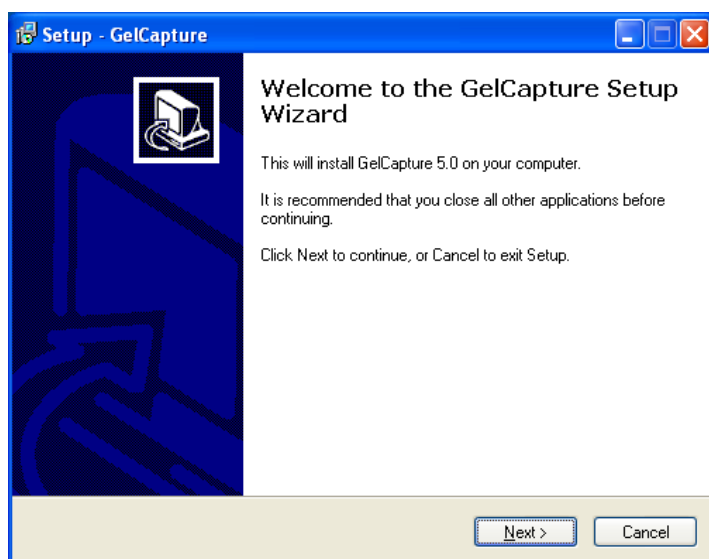 Setup - GelCapture
Welcome to the GelCapture Setup
Wizard
This will install GelCapture 5.0 on your computer.
It is recommended that you close all other applications before
continuing.
Click Next to continue, or Cancel to exit Setup.
Next >
Cancel